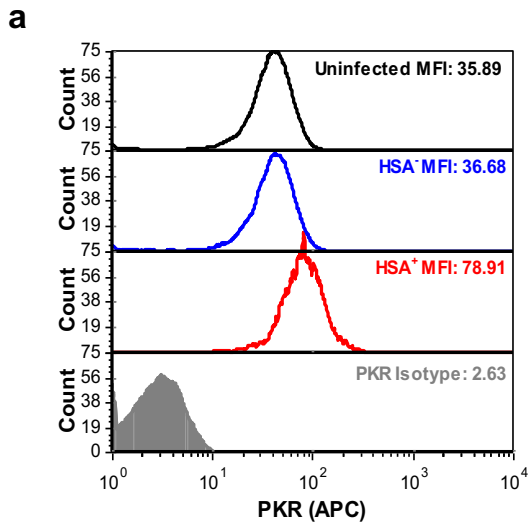 a
75
Uninfected MFI: 35.89
Count
56
38
19
75
HSA⁻ MFI: 36.68
Count
56
38
19
75
HSA⁺ MFI: 78.91
Count
56
38
19
75
PKR Isotype: 2.63
Count
56
38
19
0
10⁰ 10¹ 10² 10³ 10⁴
PKR (APC)